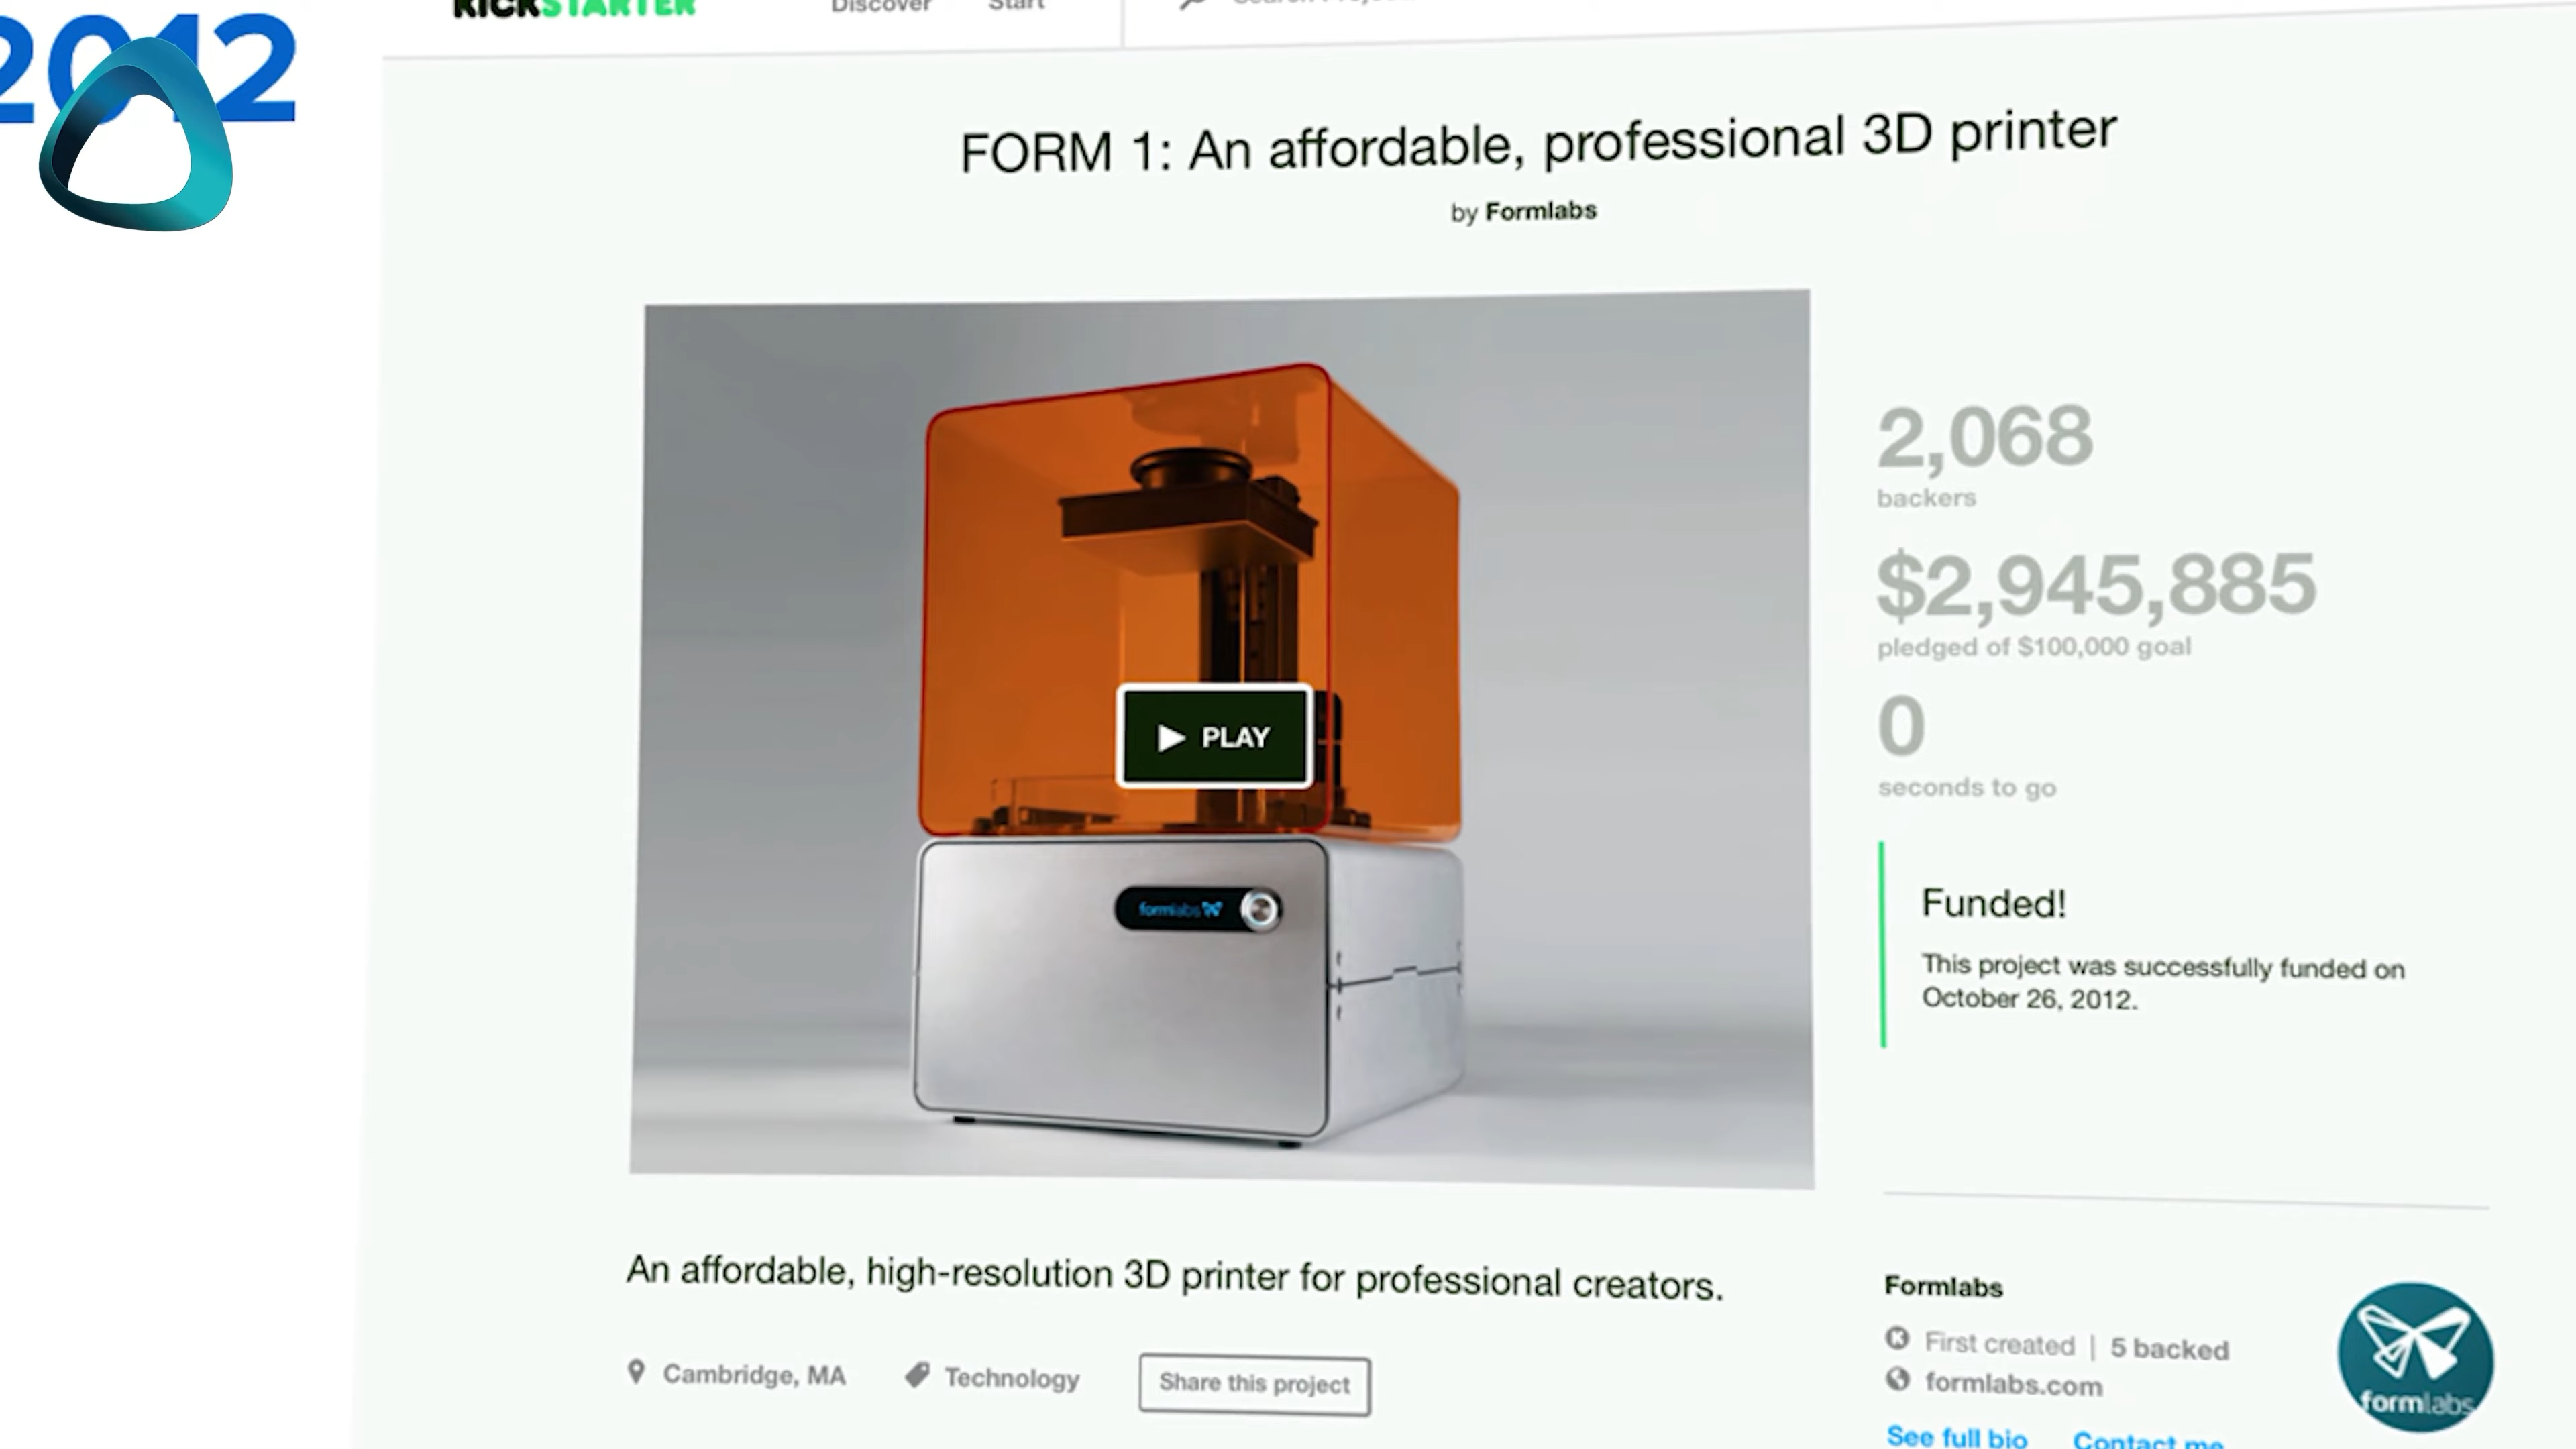 2012
KICKSTARTER
Discover
Start
FORM 1: An affordable, professional 3D printer
by Formlabs
2,068
backers
$2,945,885
pledged of $100,000 goal
0
seconds to go
PLAY
formlabs
Funded!
This project was successfully funded on
October 26, 2012.
An affordable, high-resolution 3D printer for professional creators.
Cambridge, MA
Technology
Share this project
Formlabs
First created | 5 backed
formlabs.com
See full bio
Contact me
formlabs